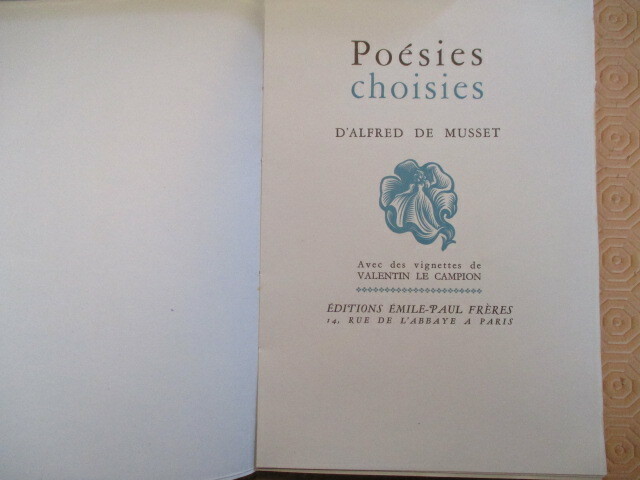 Poésies
choisies
D'ALFRED DE MUSSET
Avec des vignettes de
VALENTIN LE CAMPION
ÉDITIONS ÉMILE-PAUL FRÈRES
14, RUE DE L'ABBAYE A PARIS